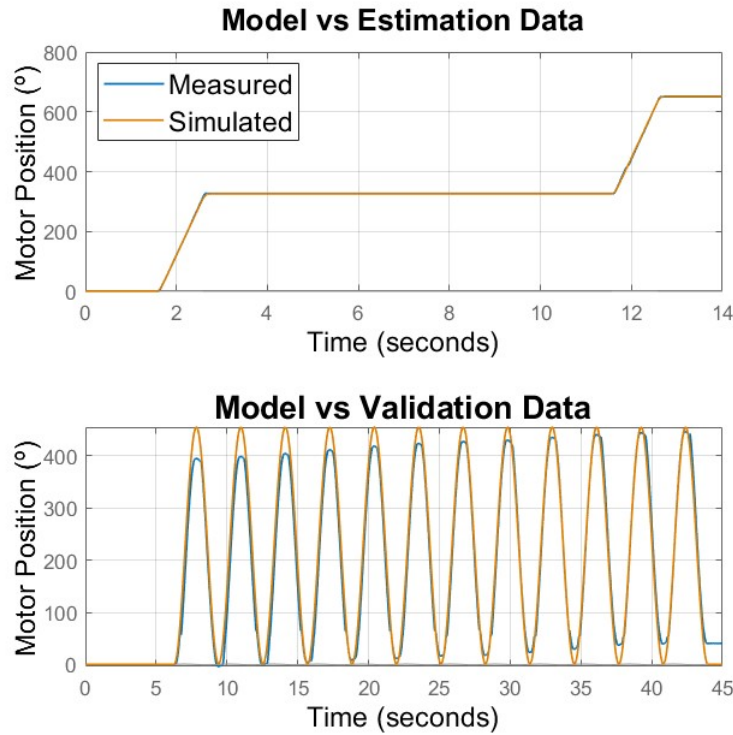 Model vs Estimation Data
Motor Position (º)
800
600
400
200
0
Measured
Simulated
0 2 4 6 8 10 12 14
Time (seconds)
Model vs Validation Data
Motor Position (º)
400
300
200
100
0
0 5 10 15 20 25 30 35 40 45
Time (seconds)